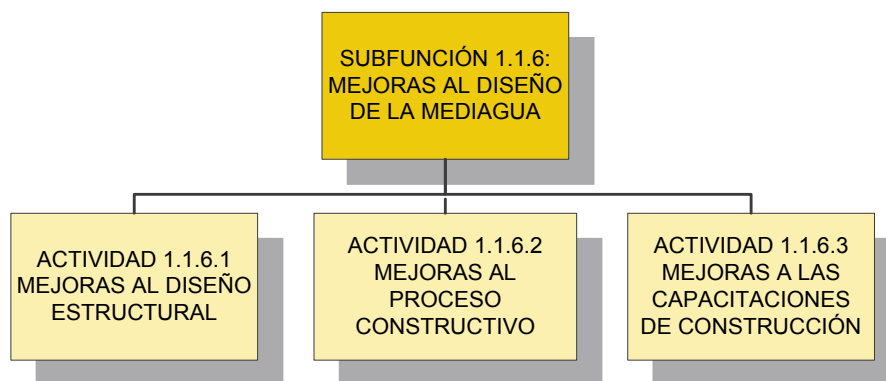 SUBFUNCIÓN 1.1.6:
MEJORAS AL DISEÑO
DE LA MEDIAGUA
ACTIVIDAD 1.1.6.1
MEJORAS AL DISEÑO
ESTRUCTURAL
ACTIVIDAD 1.1.6.2
MEJORAS AL
PROCESO
CONSTRUCTIVO
ACTIVIDAD 1.1.6.3
MEJORAS A LAS
CAPACITACIONES
DE CONSTRUCCIÓN